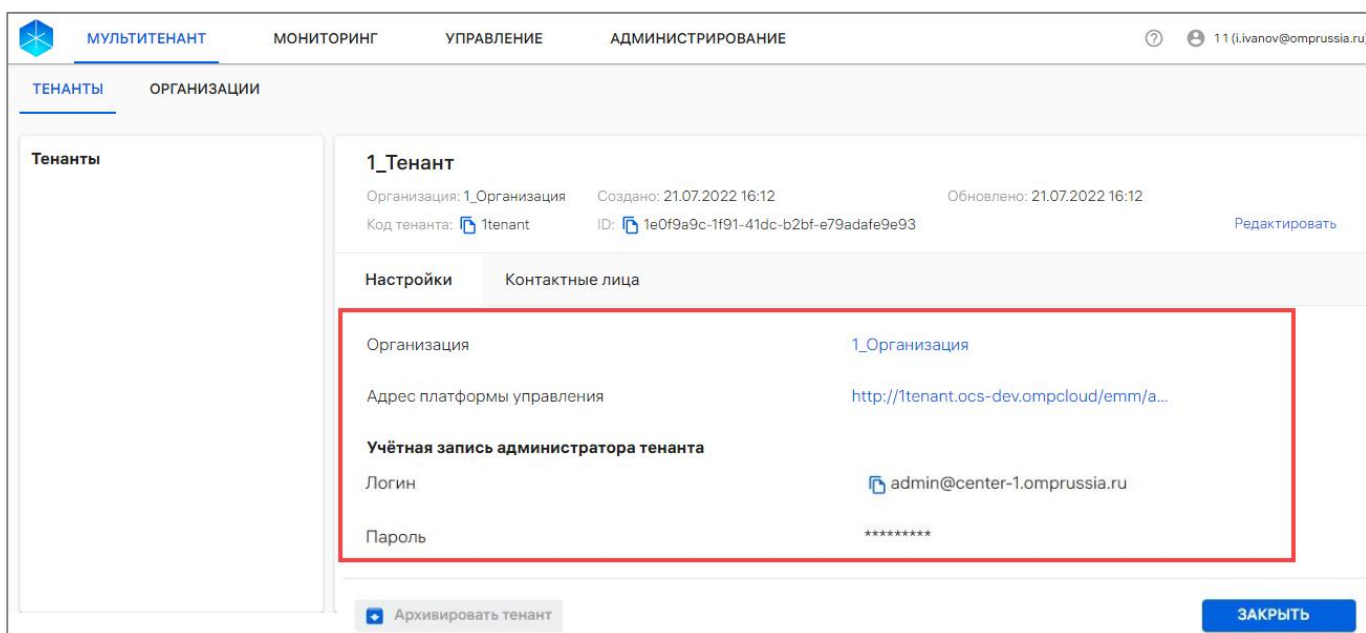 МУЛЬТИТЕНАНТ МОНИТОРИНГ УПРАВЛЕНИЕ АДМИНИСТРИРОВАНИЕ 11(i.ivanov@omprussia.ru)
ТЕНАНТЫ ОРГАНИЗАЦИИ
Тенанты
1_Тенант
Организация: 1_Организация Создано: 21.07.2022 16:12 Обновлено: 21.07.2022 16:12
Код тенанта: 1tenant ID: 1e0f9a9c-1f91-41dc-b2bf-e79adafe9e93 Редактировать
Настройки Контактные лица
Организация 1_Организация
Адрес платформы управления http://1tenant.ocs-dev.ompcloud/emm/a...
Учётная запись администратора тенанта
Логин admin@center-1.omprussia.ru
Пароль *********
Архивировать тенант ЗАКРЫТЬ